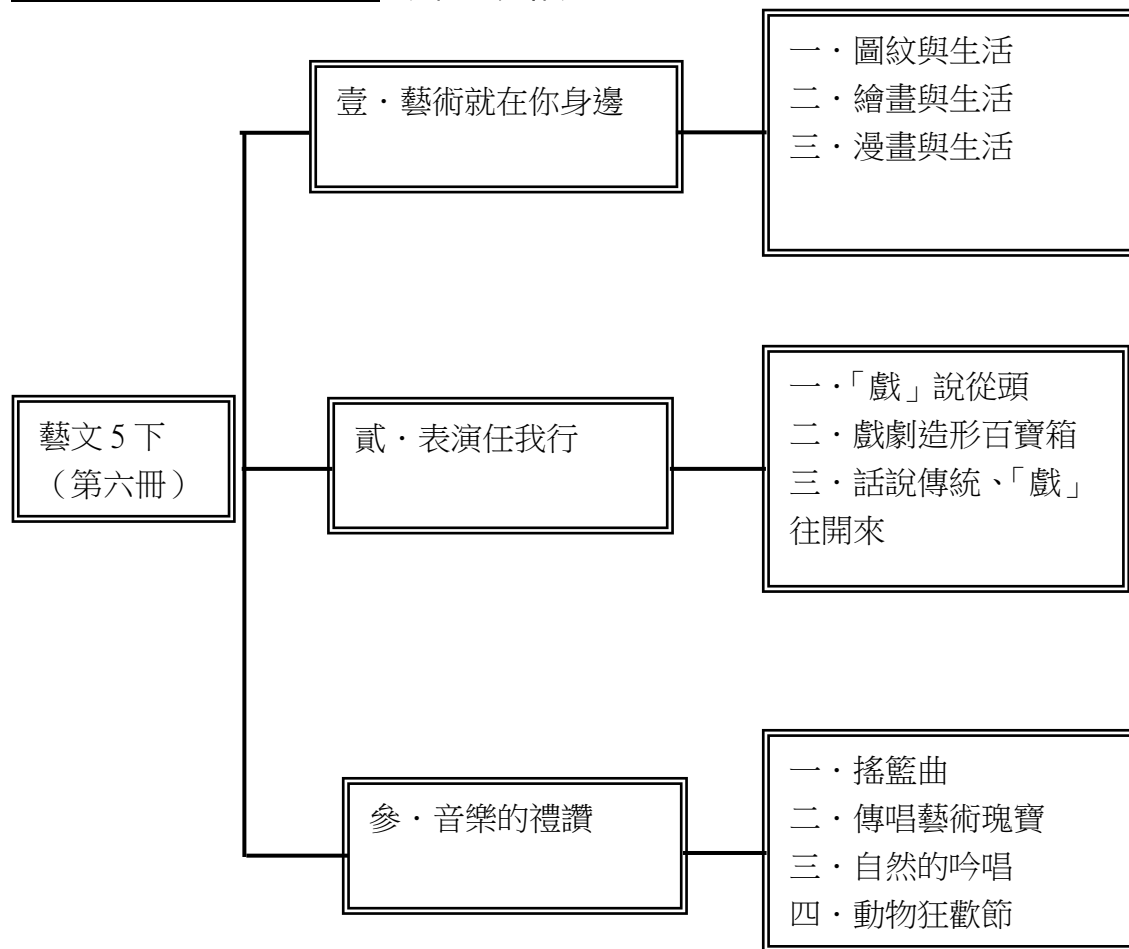 壹．藝術就在你身邊
一．圖紋與生活
二．繪畫與生活
三．漫畫與生活
藝文 5 下
（第六冊）
貳．表演任我行
一．「戲」說從頭
二．戲劇造形百寶箱
三．話說傳統、「戲」
往開來
參．音樂的禮讚
一．搖籃曲
二．傳唱藝術瑰寶
三．自然的吟唱
四．動物狂歡節